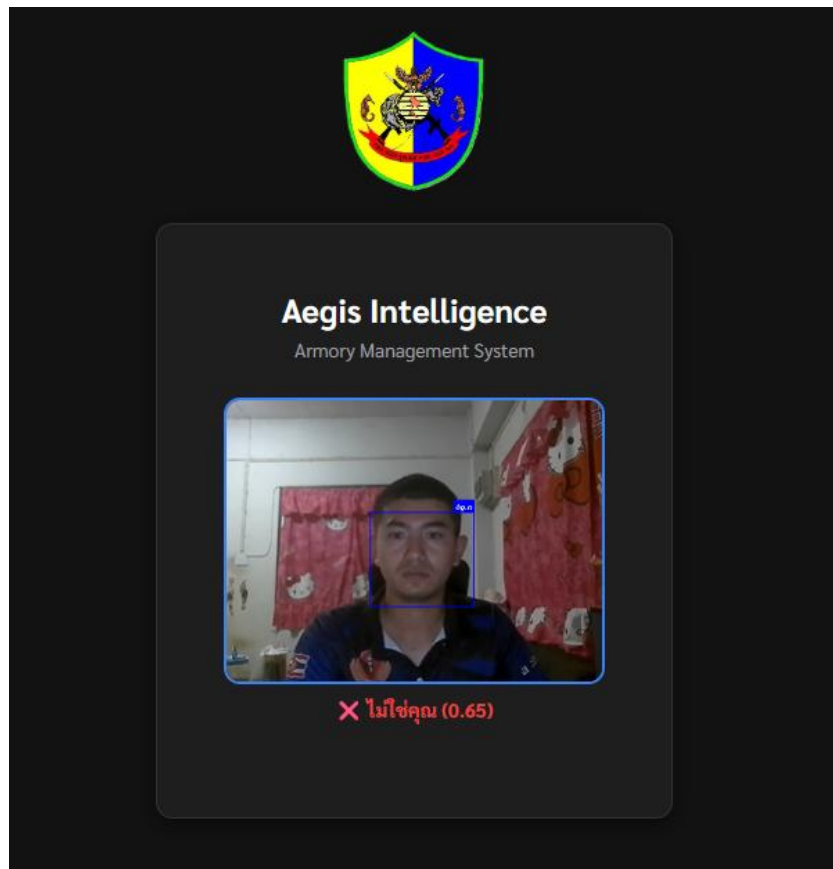 Aegis Intelligence
Armory Management System
❌ ไม่ใช่คุณ (0.65)